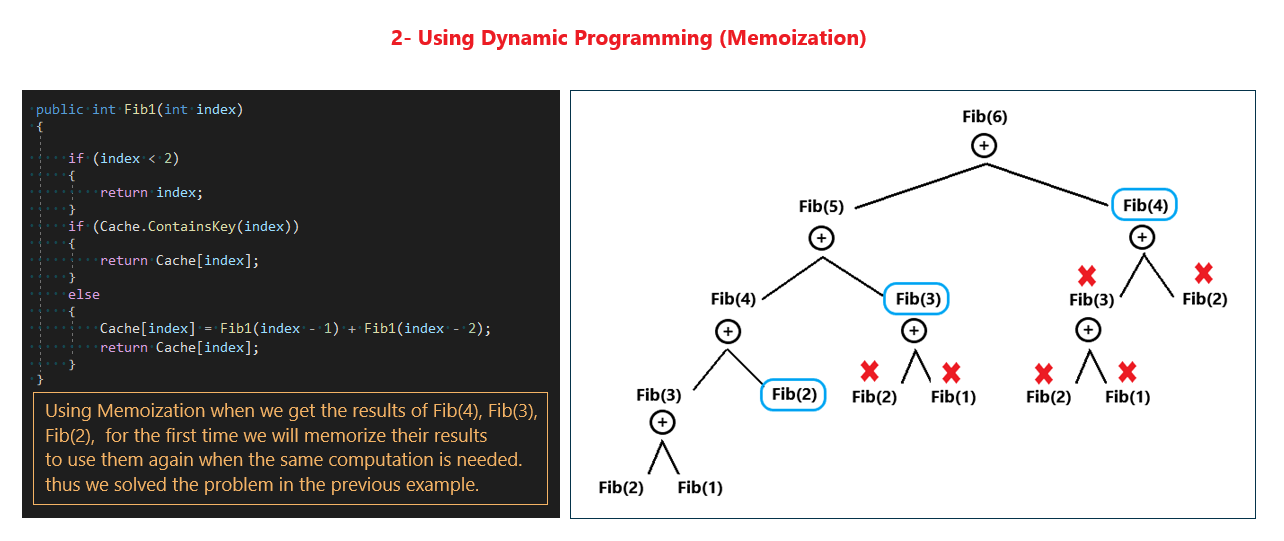 2- Using Dynamic Programming (Memoization)
public int Fib1(int index)
{
if (index < 2)
{
return index;
}
if (Cache.ContainsKey(index))
{
return Cache[index];
}
else
{
Cache[index] = Fib1(index - 1) + Fib1(index - 2);
return Cache[index];
}
}
Using Memoization when we get the results of Fib(4), Fib(3),
Fib(2), for the first time we will memorize their results
to use them again when the same computation is needed.
thus we solved the problem in the previous example.
Fib(6)
+
Fib(5) Fib(4)
+ +
Fib(4) Fib(3) Fib(3) Fib(2)
+ + +
Fib(3) Fib(2) Fib(2) Fib(1) Fib(2) Fib(1)
+
Fib(2) Fib(1)